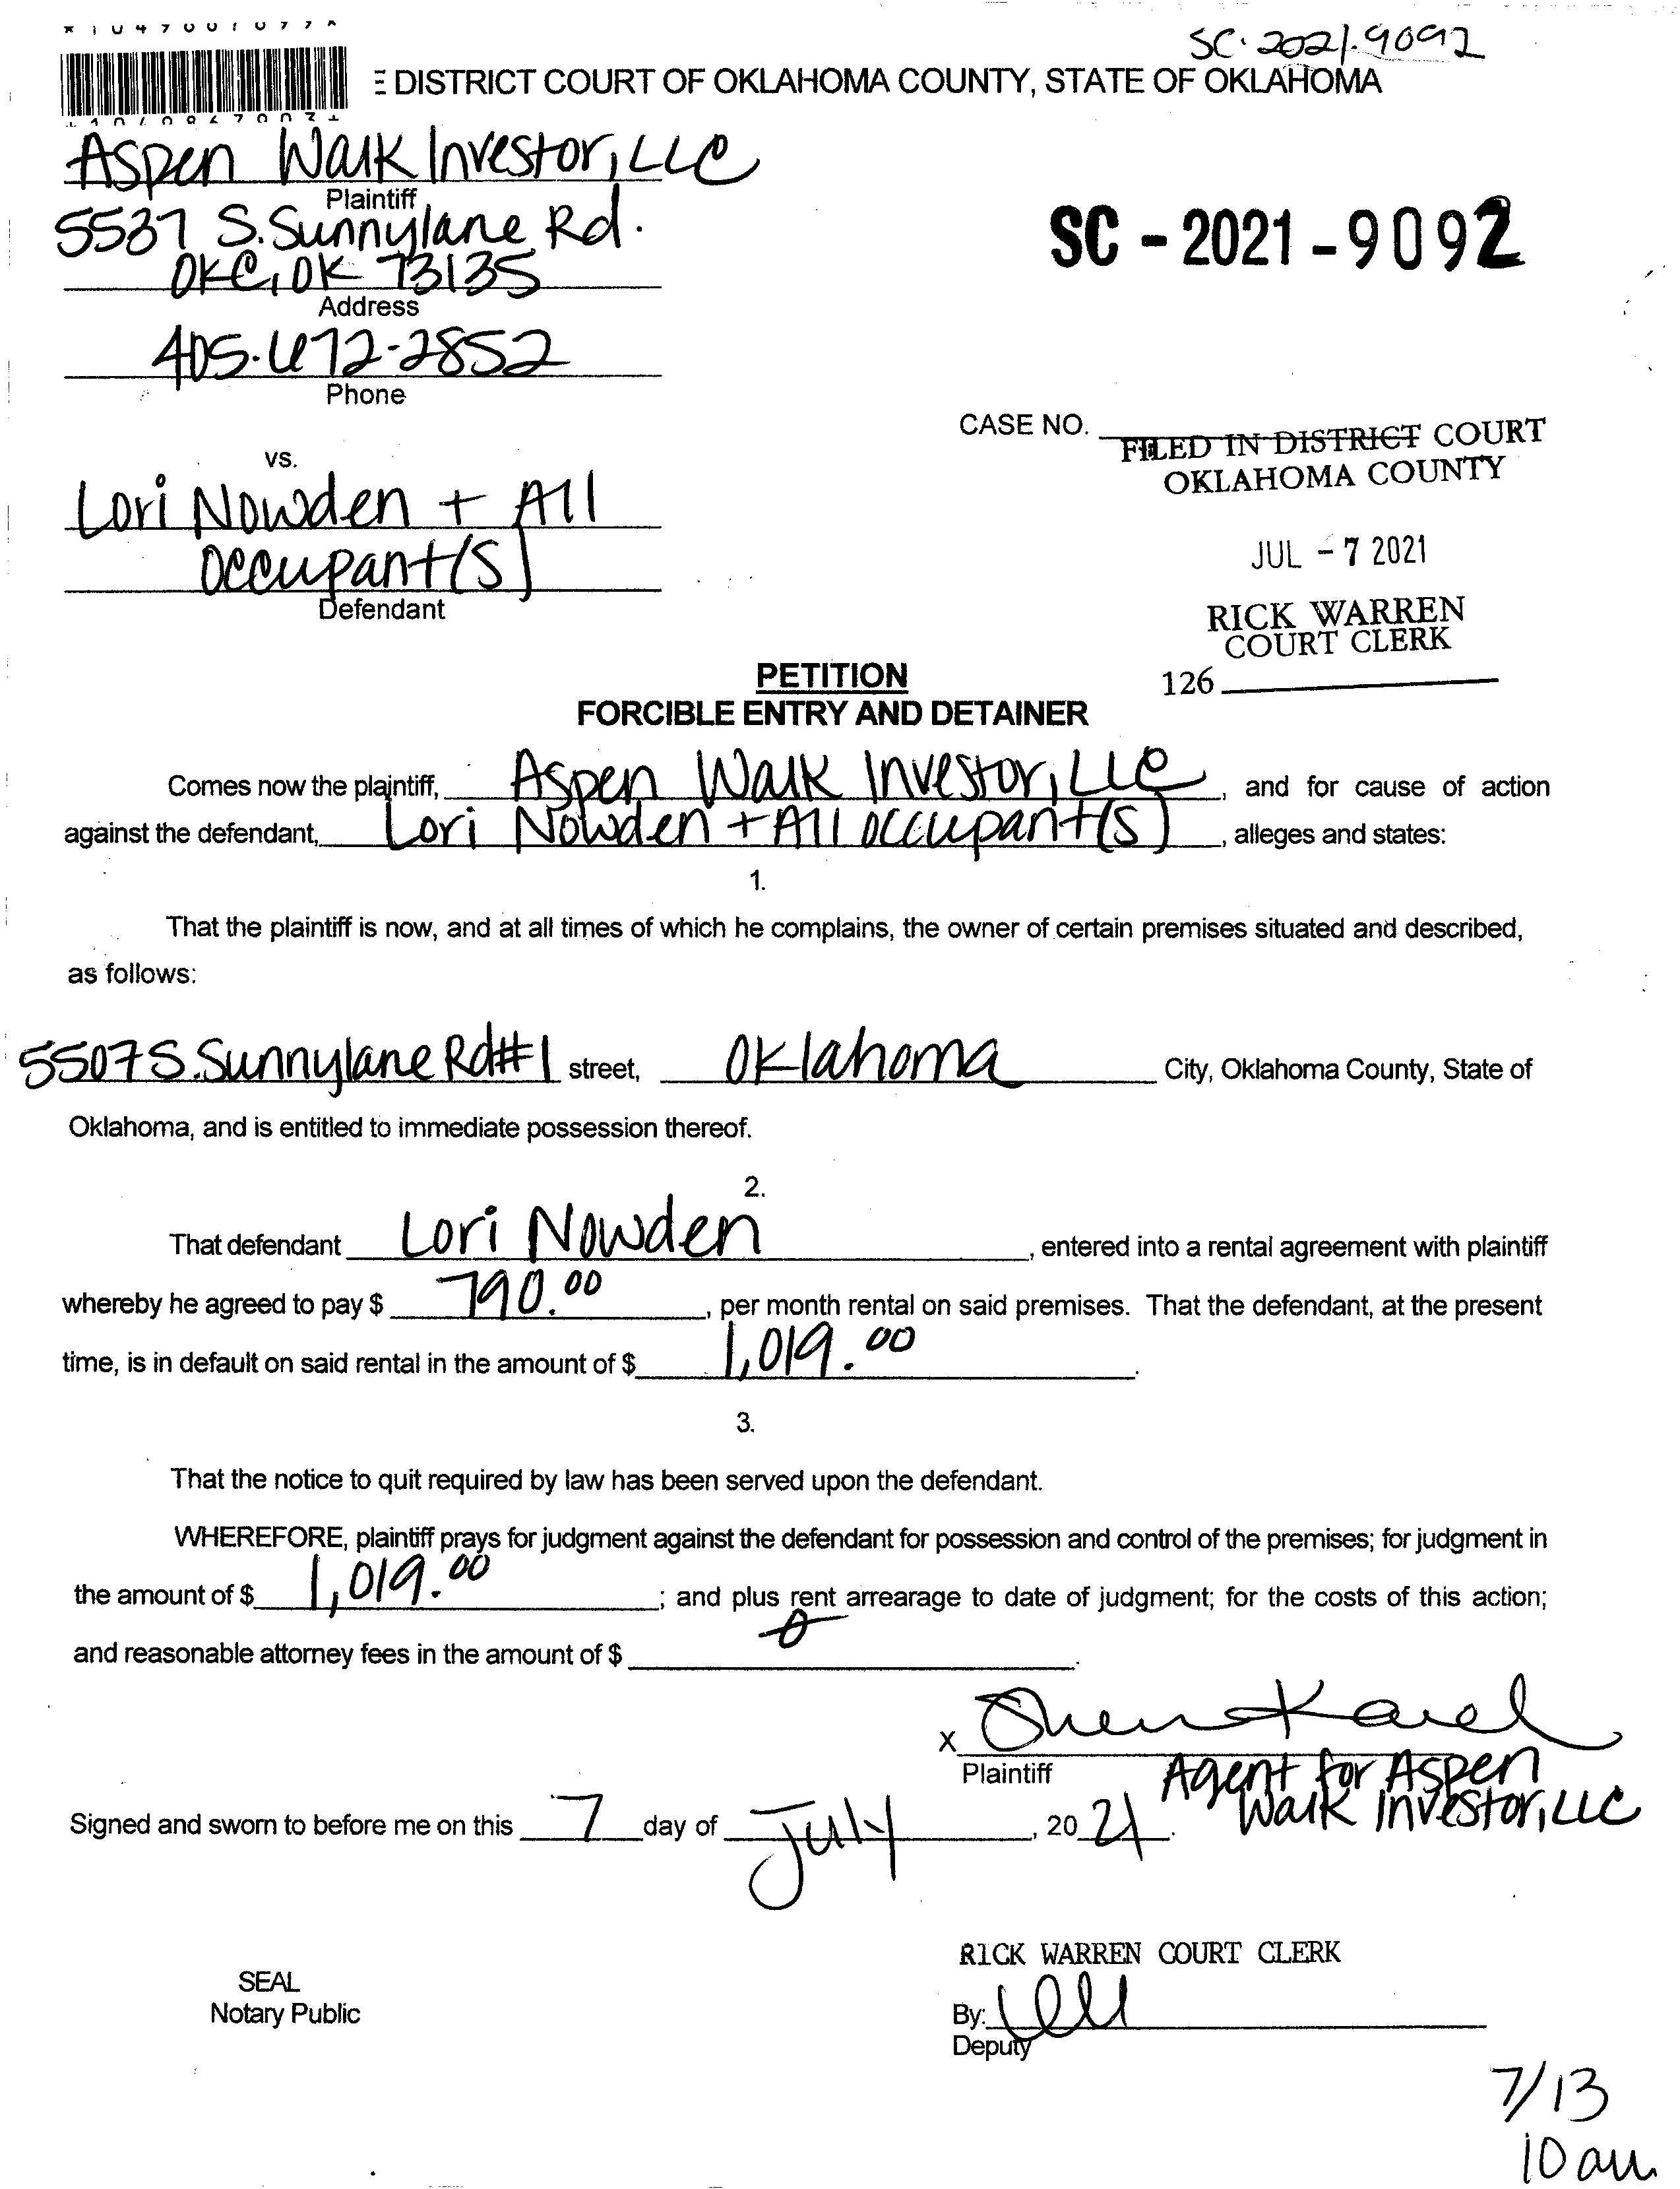 SC-2021-9092
E DISTRICT COURT OF OKLAHOMA COUNTY, STATE OF OKLAHOMA
Aspen Walk Investor, LLC
Plaintiff
5537 S. Sunnylane Rd.
OKC, OK 73135
Address
405-672-2852
Phone
SC - 2021 - 9092
CASE NO.
FILED IN DISTRICT COURT
OKLAHOMA COUNTY
JUL - 7 2021
RICK WARREN
COURT CLERK
126
vs.
Lori Nowden + All
Occupant(s)
Defendant
PETITION
FORCIBLE ENTRY AND DETAINER
Comes now the plaintiff, Aspen Walk Investor, LLC, and for cause of action
against the defendant, Lori Nowden + All Occupant(s), alleges and states:
1.
That the plaintiff is now, and at all times of which he complains, the owner of certain premises situated and described,
as follows:
5507 S. Sunnylane Rd #1 street, Oklahoma City, Oklahoma County, State of
Oklahoma, and is entitled to immediate possession thereof.
2.
That defendant Lori Nowden, entered into a rental agreement with plaintiff
whereby he agreed to pay $ 790.00, per month rental on said premises. That the defendant, at the present
time, is in default on said rental in the amount of $ 1,019.00.
3.
That the notice to quit required by law has been served upon the defendant.
WHEREFORE, plaintiff prays for judgment against the defendant for possession and control of the premises; for judgment in
the amount of $ 1,019.00; and plus rent arrearage to date of judgment; for the costs of this action;
and reasonable attorney fees in the amount of $ 0.
X
Plaintiff
Agent for Aspen
Walk Investor, LLC
Signed and sworn to before me on this 7 day of July, 2021.
RICK WARREN COURT CLERK
SEAL
Notary Public
By:
Deputy
7/13
10 am